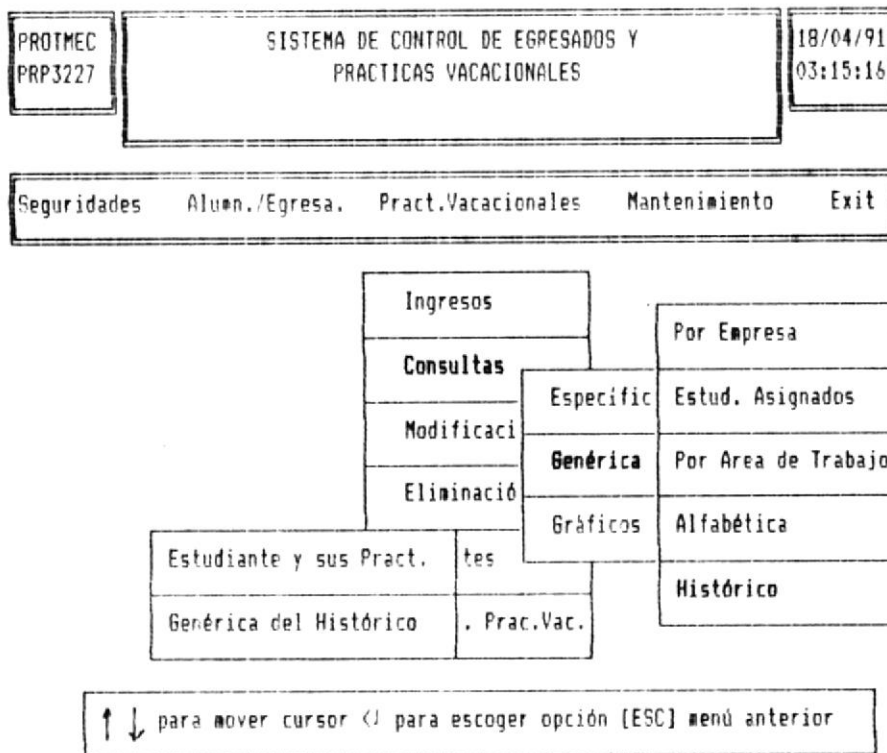 PROTMEC
PRP3227
SISTEMA DE CONTROL DE EGRESADOS Y
PRACTICAS VACACIONALES
18/04/91
03:15:16
Seguridades Alumn./Egresa. Pract.Vacacionales Mantenimiento Exit
Ingresos
Consultas
Modificaci
Eliminació
tes
. Prac.Vac.
Específic
Genérica
Gráficos
Por Empresa
Estud. Asignados
Por Area de Trabajo
Alfabética
Histórico
Estudiante y sus Pract.
Genérica del Histórico
↑ ↓ para mover cursor <┘ para escoger opción [ESC] menú anterior